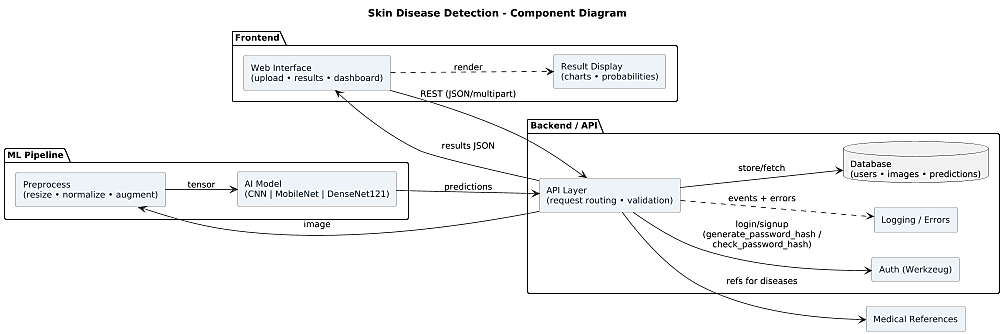 Skin Disease Detection - Component Diagram
Frontend
Web Interface
(upload • results • dashboard)
render
Result Display
(charts • probabilities)
REST (JSON/multipart)
results JSON
Backend / API
ML Pipeline
Preprocess
(resize • normalize • augment)
tensor
AI Model
(CNN | MobileNet | DenseNet121)
predictions
image
API Layer
(request routing • validation)
store/fetch
Database
(users • images • predictions)
events + errors
Logging / Errors
login/signup
(generate_password_hash /
check_password_hash)
Auth (Werkzeug)
refs for diseases
Medical References